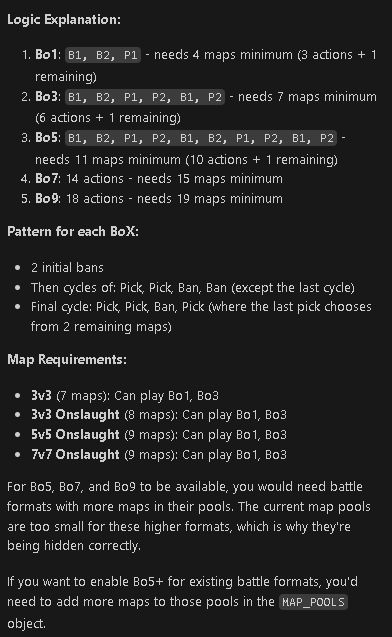 Logic Explanation:
1. Bo1: B1, B2, P1 - needs 4 maps minimum (3 actions + 1
remaining)
2. Bo3: B1, B2, P1, P2, B1, P2 - needs 7 maps minimum
(6 actions + 1 remaining)
3. Bo5: B1, B2, P1, P2, B1, B2, P1, P2, B1, P2 -
needs 11 maps minimum (10 actions + 1 remaining)
4. Bo7: 14 actions - needs 15 maps minimum
5. Bo9: 18 actions - needs 19 maps minimum
Pattern for each BoX:
• 2 initial bans
• Then cycles of: Pick, Pick, Ban, Ban (except the last cycle)
• Final cycle: Pick, Pick, Ban, Pick (where the last pick chooses
from 2 remaining maps)
Map Requirements:
• 3v3 (7 maps): Can play Bo1, Bo3
• 3v3 Onslaught (8 maps): Can play Bo1, Bo3
• 5v5 Onslaught (9 maps): Can play Bo1, Bo3
• 7v7 Onslaught (9 maps): Can play Bo1, Bo3
For Bo5, Bo7, and Bo9 to be available, you would need battle
formats with more maps in their pools. The current map pools
are too small for these higher formats, which is why they're
being hidden correctly.
If you want to enable Bo5+ for existing battle formats, you'd
need to add more maps to those pools in the MAP_POOLS
object.